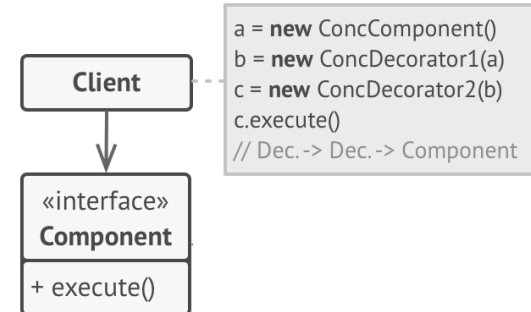 Client
a = new ConcComponent()
b = new ConcDecorator1(a)
c = new ConcDecorator2(b)
c.execute()
// Dec. -> Dec. -> Component
«interface»
Component
+ execute()